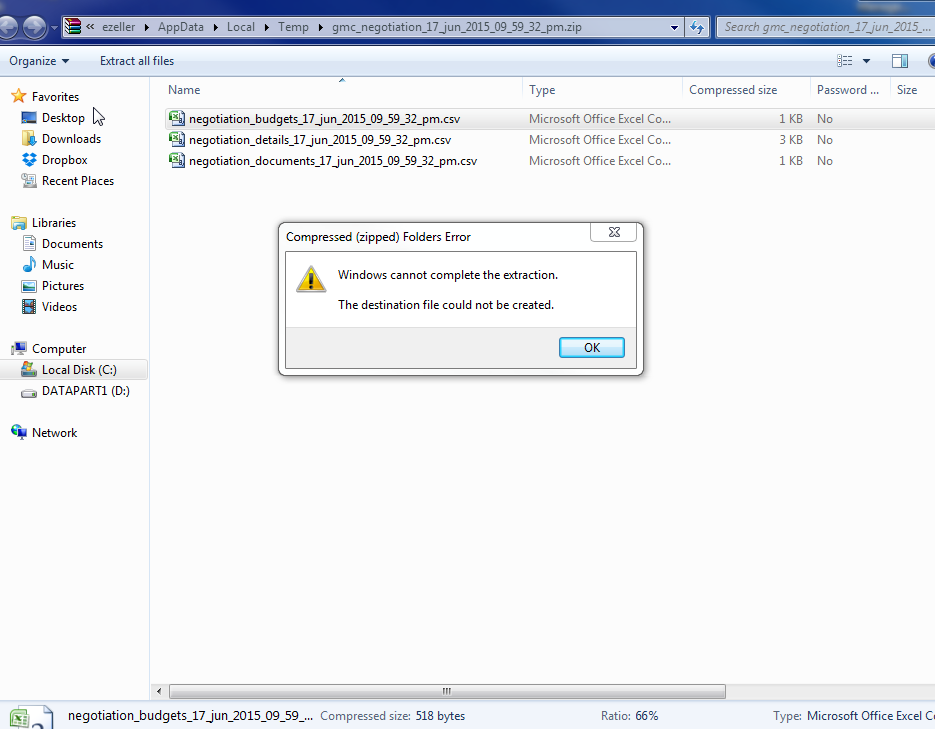 « ezeller ▸ AppData ▸ Local ▸ Temp ▸ gmc_negotiation_17_jun_2015_09_59_32_pm.zip
Search gmc_negotiation_17_jun_2015_...
Organize
Extract all files
Name Type Compressed size Password ... Size
negotiation_budgets_17_jun_2015_09_59_32_pm.csv Microsoft Office Excel Co... 1 KB No
negotiation_details_17_jun_2015_09_59_32_pm.csv Microsoft Office Excel Co... 3 KB No
negotiation_documents_17_jun_2015_09_59_32_pm.csv Microsoft Office Excel Co... 1 KB No
Favorites
Desktop
Downloads
Dropbox
Recent Places
Libraries
Documents
Music
Pictures
Videos
Computer
Local Disk (C:)
DATAPART1 (D:)
Network
Compressed (zipped) Folders Error
Windows cannot complete the extraction.
The destination file could not be created.
OK
negotiation_budgets_17_jun_2015_09_59_... Compressed size: 518 bytes Ratio: 66% Type: Microsoft Office Excel C